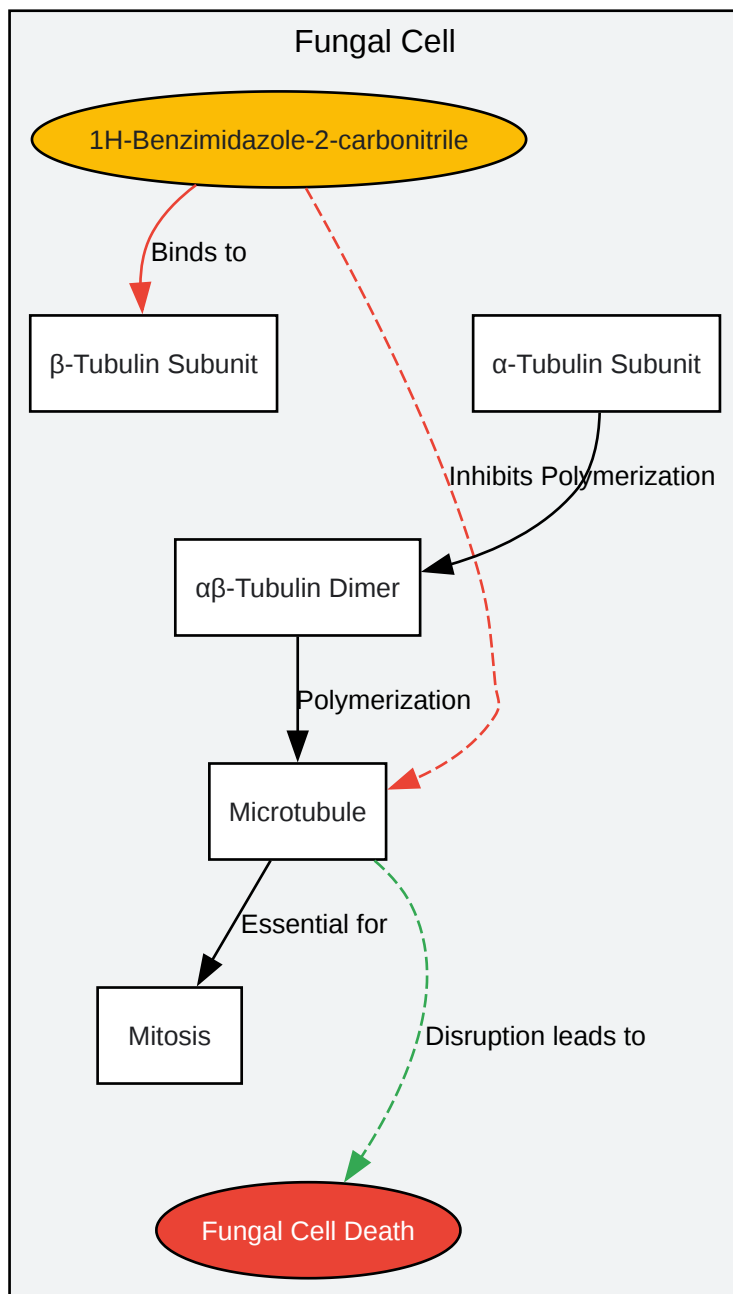 Fungal Cell
1H-Benzimidazole-2-carbonitrile
Binds to
β-Tubulin Subunit
α-Tubulin Subunit
Inhibits Polymerization
αβ-Tubulin Dimer
Polymerization
Microtubule
Essential for
Mitosis
Disruption leads to
Fungal Cell Death